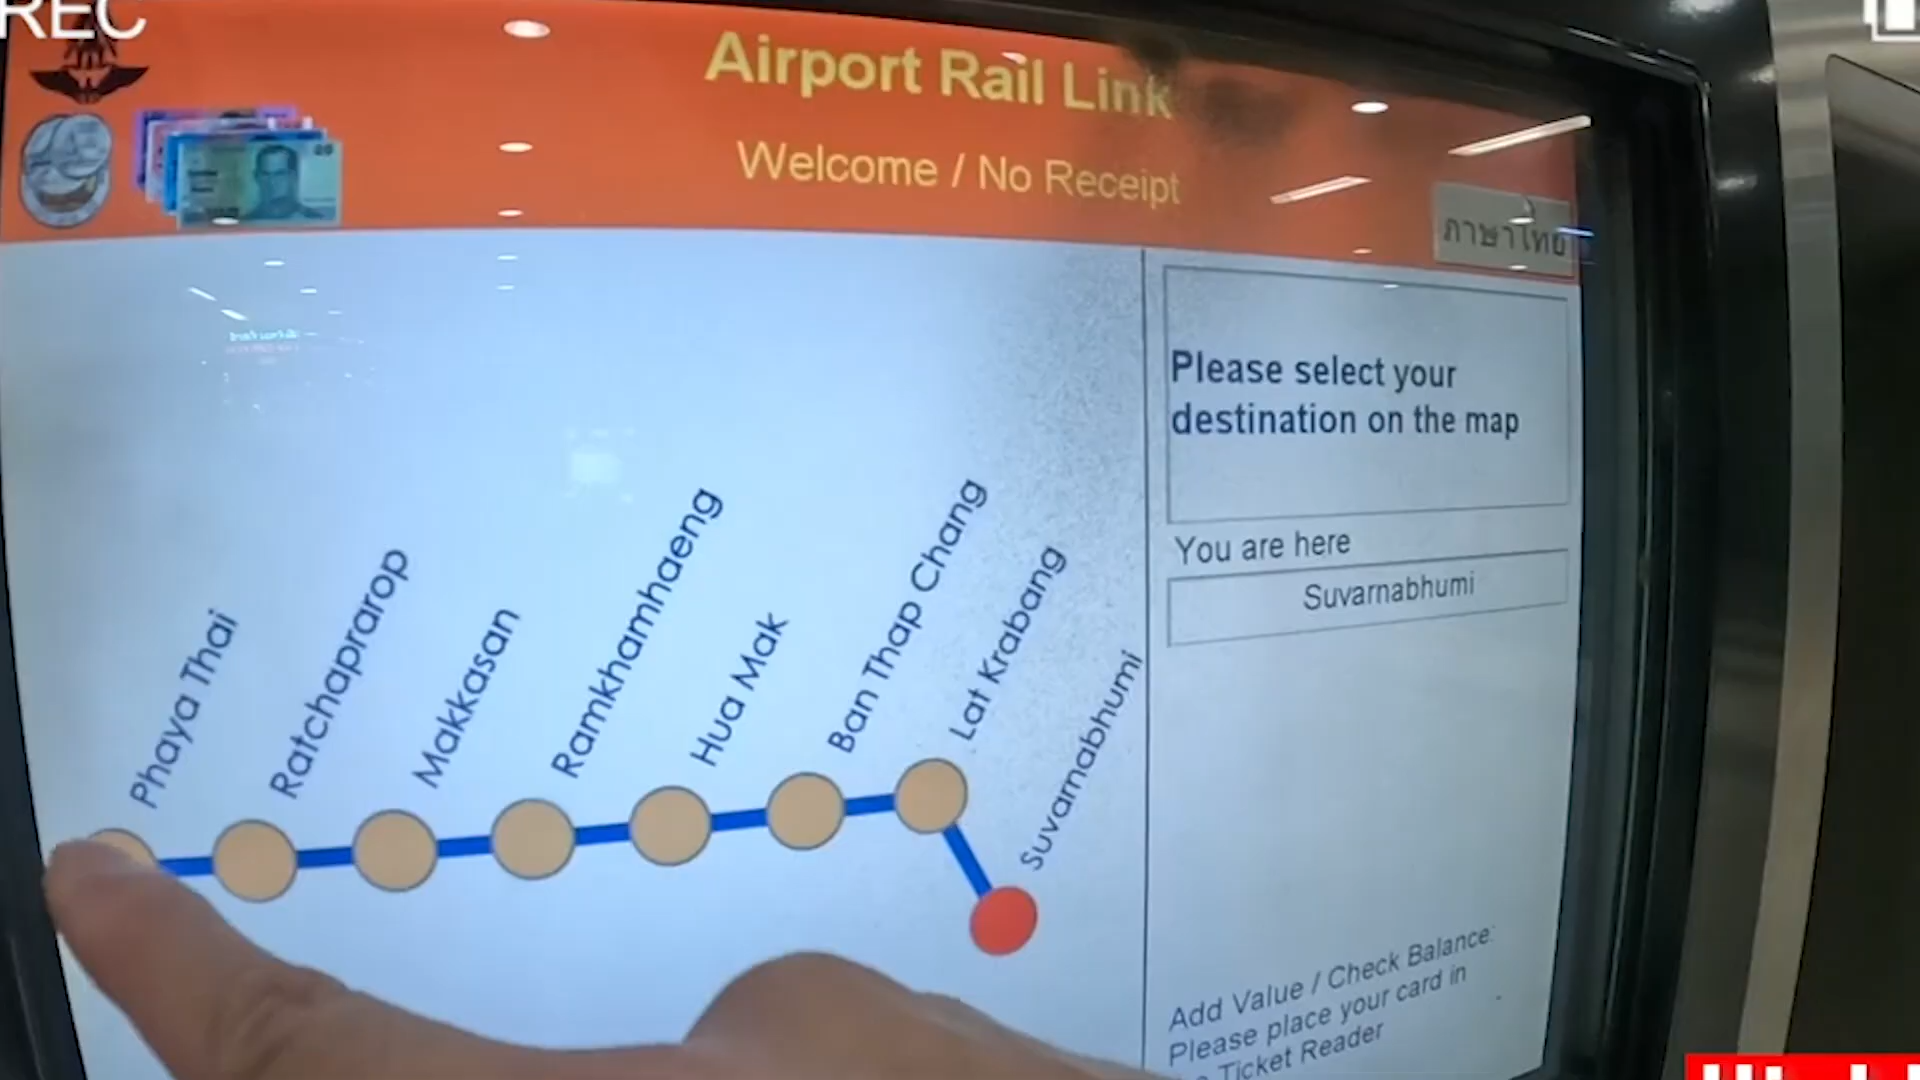 REC
Airport Rail Link
Welcome / No Receipt
ภาษาไทย
Please select your
destination on the map
You are here
Suvarnabhumi
Phaya Thai
Ratchaprarop
Makkasan
Ramkhamhaeng
Hua Mak
Ban Thap Chang
Lat Krabang
Suvarnabhumi
Add Value / Check Balance:
Please place your card in
Ticket Reader